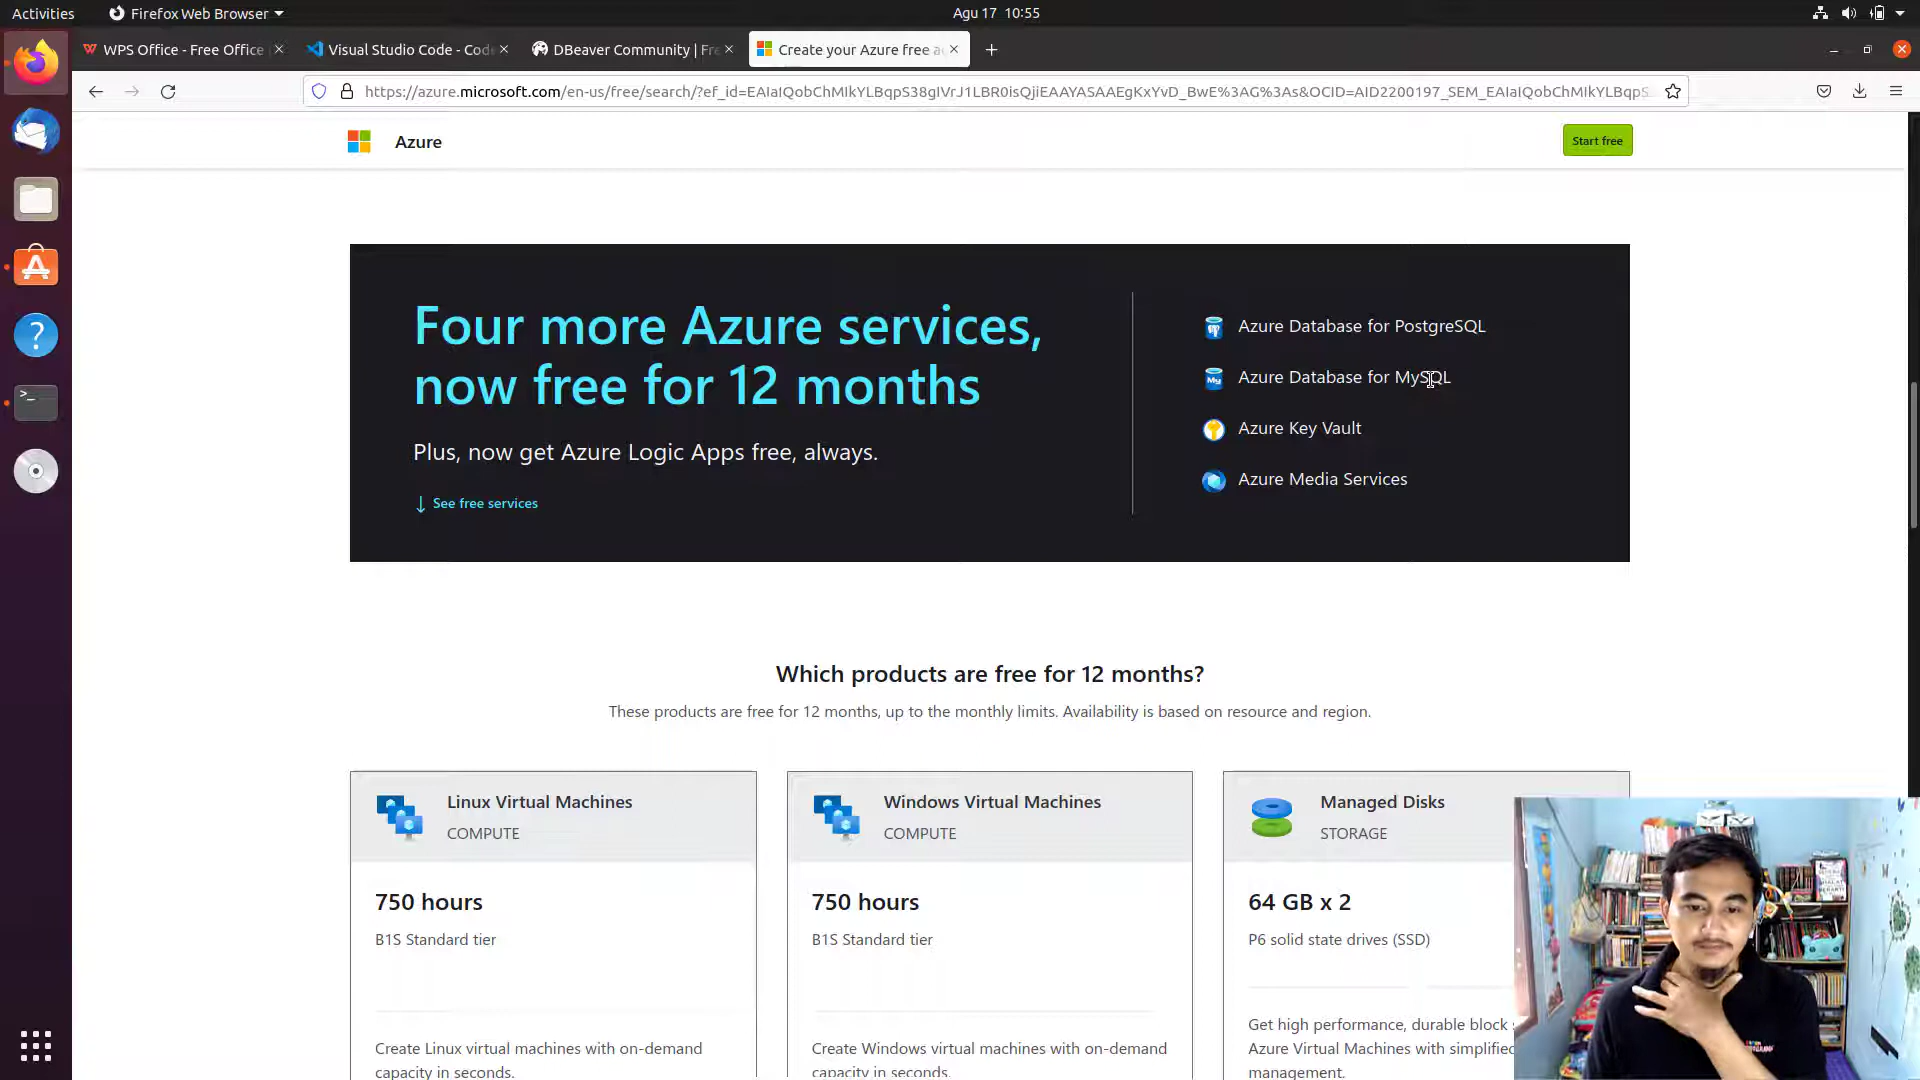 Activities
Firefox Web Browser
Agu 17 10:55
WPS Office - Free Office
Visual Studio Code - Cod
DBeaver Community | Fr
Create your Azure free a
https://azure.microsoft.com/en-us/free/search/?ef_id=EAIaIQobChMIkYLBqpS38gIVrJ1LBR0isQjiEAAYASAAEgKxYvD_BwE%3AG%3As&OCID=AID2200197_SEM_EAIaIQobChMIkYLBqpS
Azure
Start free
Four more Azure services,
now free for 12 months
Plus, now get Azure Logic Apps free, always.
↓ See free services
Azure Database for PostgreSQL
Azure Database for MySQL
Azure Key Vault
Azure Media Services
Which products are free for 12 months?
These products are free for 12 months, up to the monthly limits. Availability is based on resource and region.
Linux Virtual Machines
COMPUTE
750 hours
B1S Standard tier
Create Linux virtual machines with on-demand
capacity in seconds.
Windows Virtual Machines
COMPUTE
750 hours
B1S Standard tier
Create Windows virtual machines with on-demand
capacity in seconds.
Managed Disks
STORAGE
64 GB x 2
P6 solid state drives (SSD)
Get high performance, durable block
Azure Virtual Machines with simplified
management.